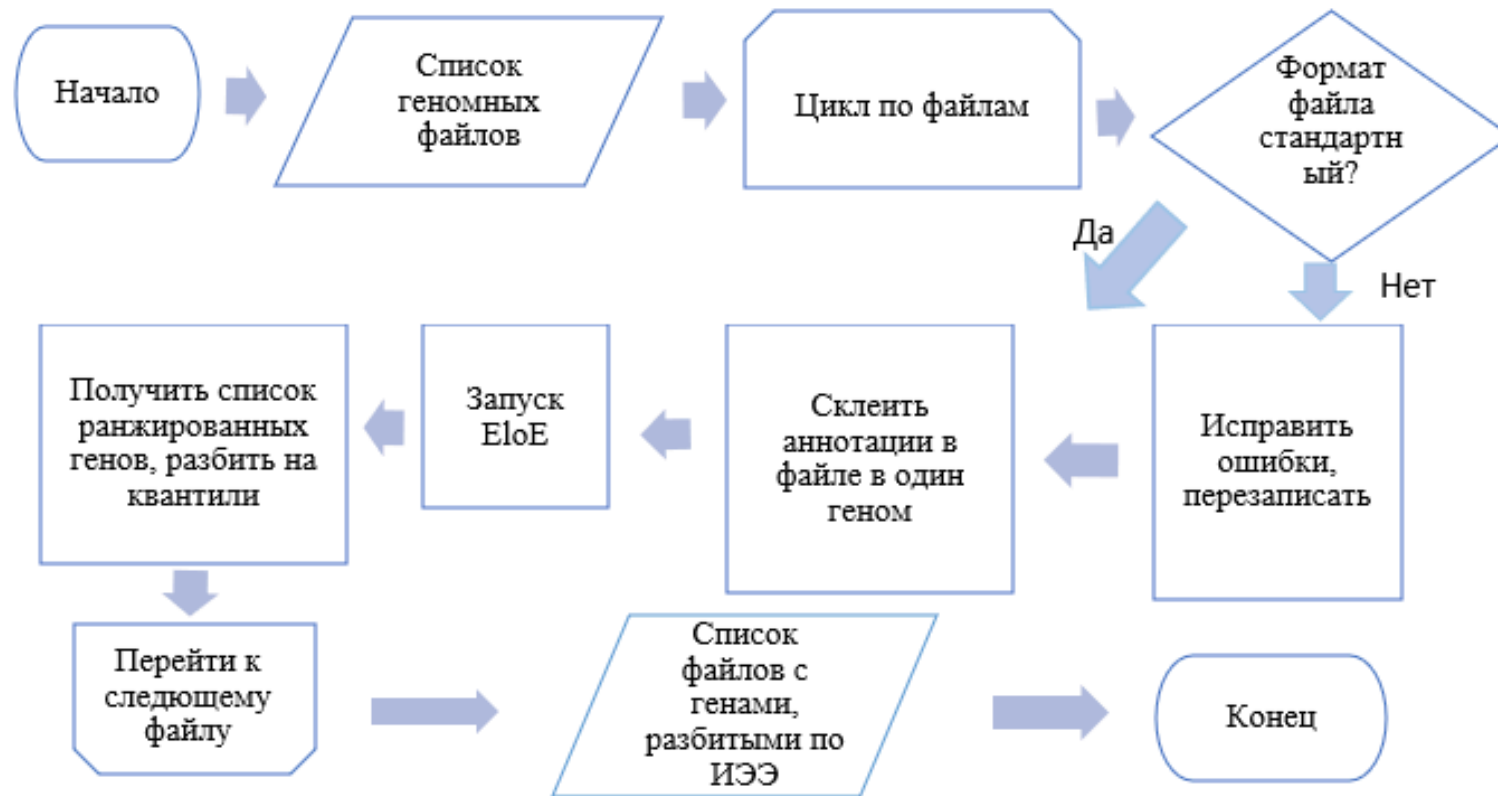 Начало
Список
геномных
файлов
Цикл по файлам
Формат
файла
стандартн
ый?
Да
Нет
Получить список
ранжированных
генов, разбить на
квантили
Запуск
EloE
Склеить
аннотации в
файле в один
геном
Исправить
ошибки,
перезаписать
Перейти к
следющему
файлу
Список
файлов с
генами,
разбитыми по
ИЭЭ
Конец